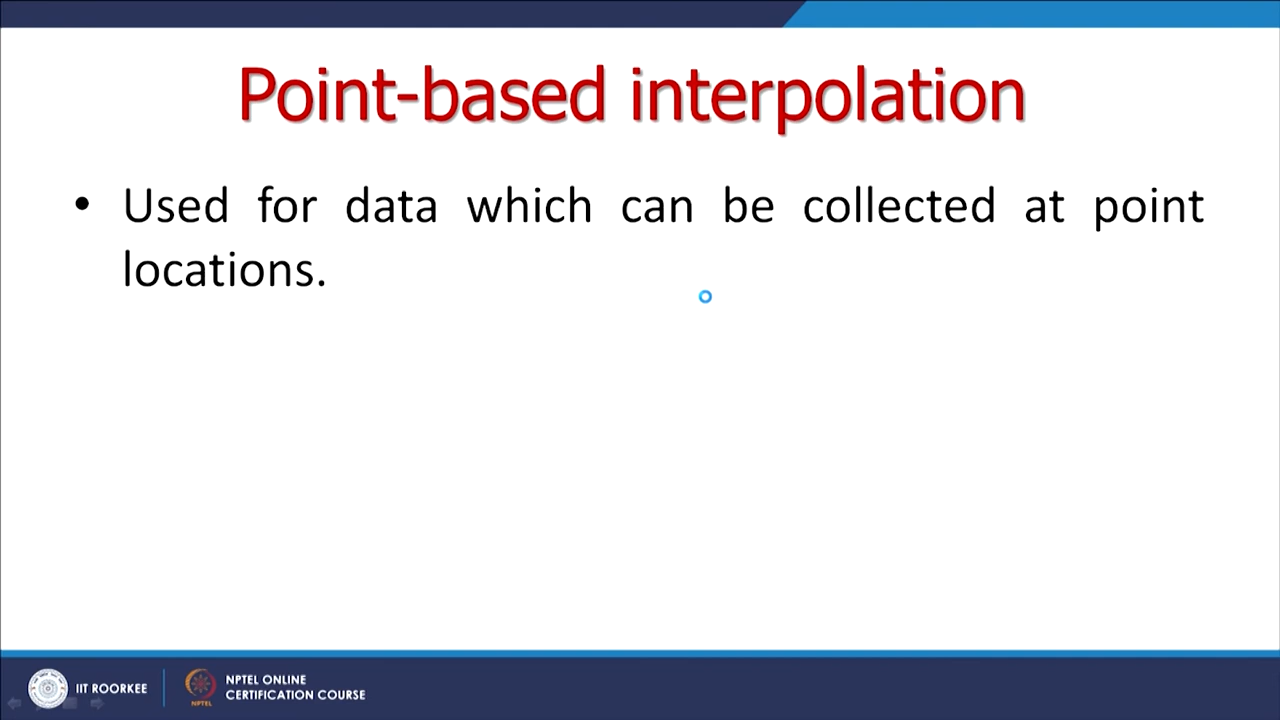 Point-based interpolation
• Used for data which can be collected at point
locations.
IIT ROORKEE
NPTEL
NPTEL ONLINE
CERTIFICATION COURSE